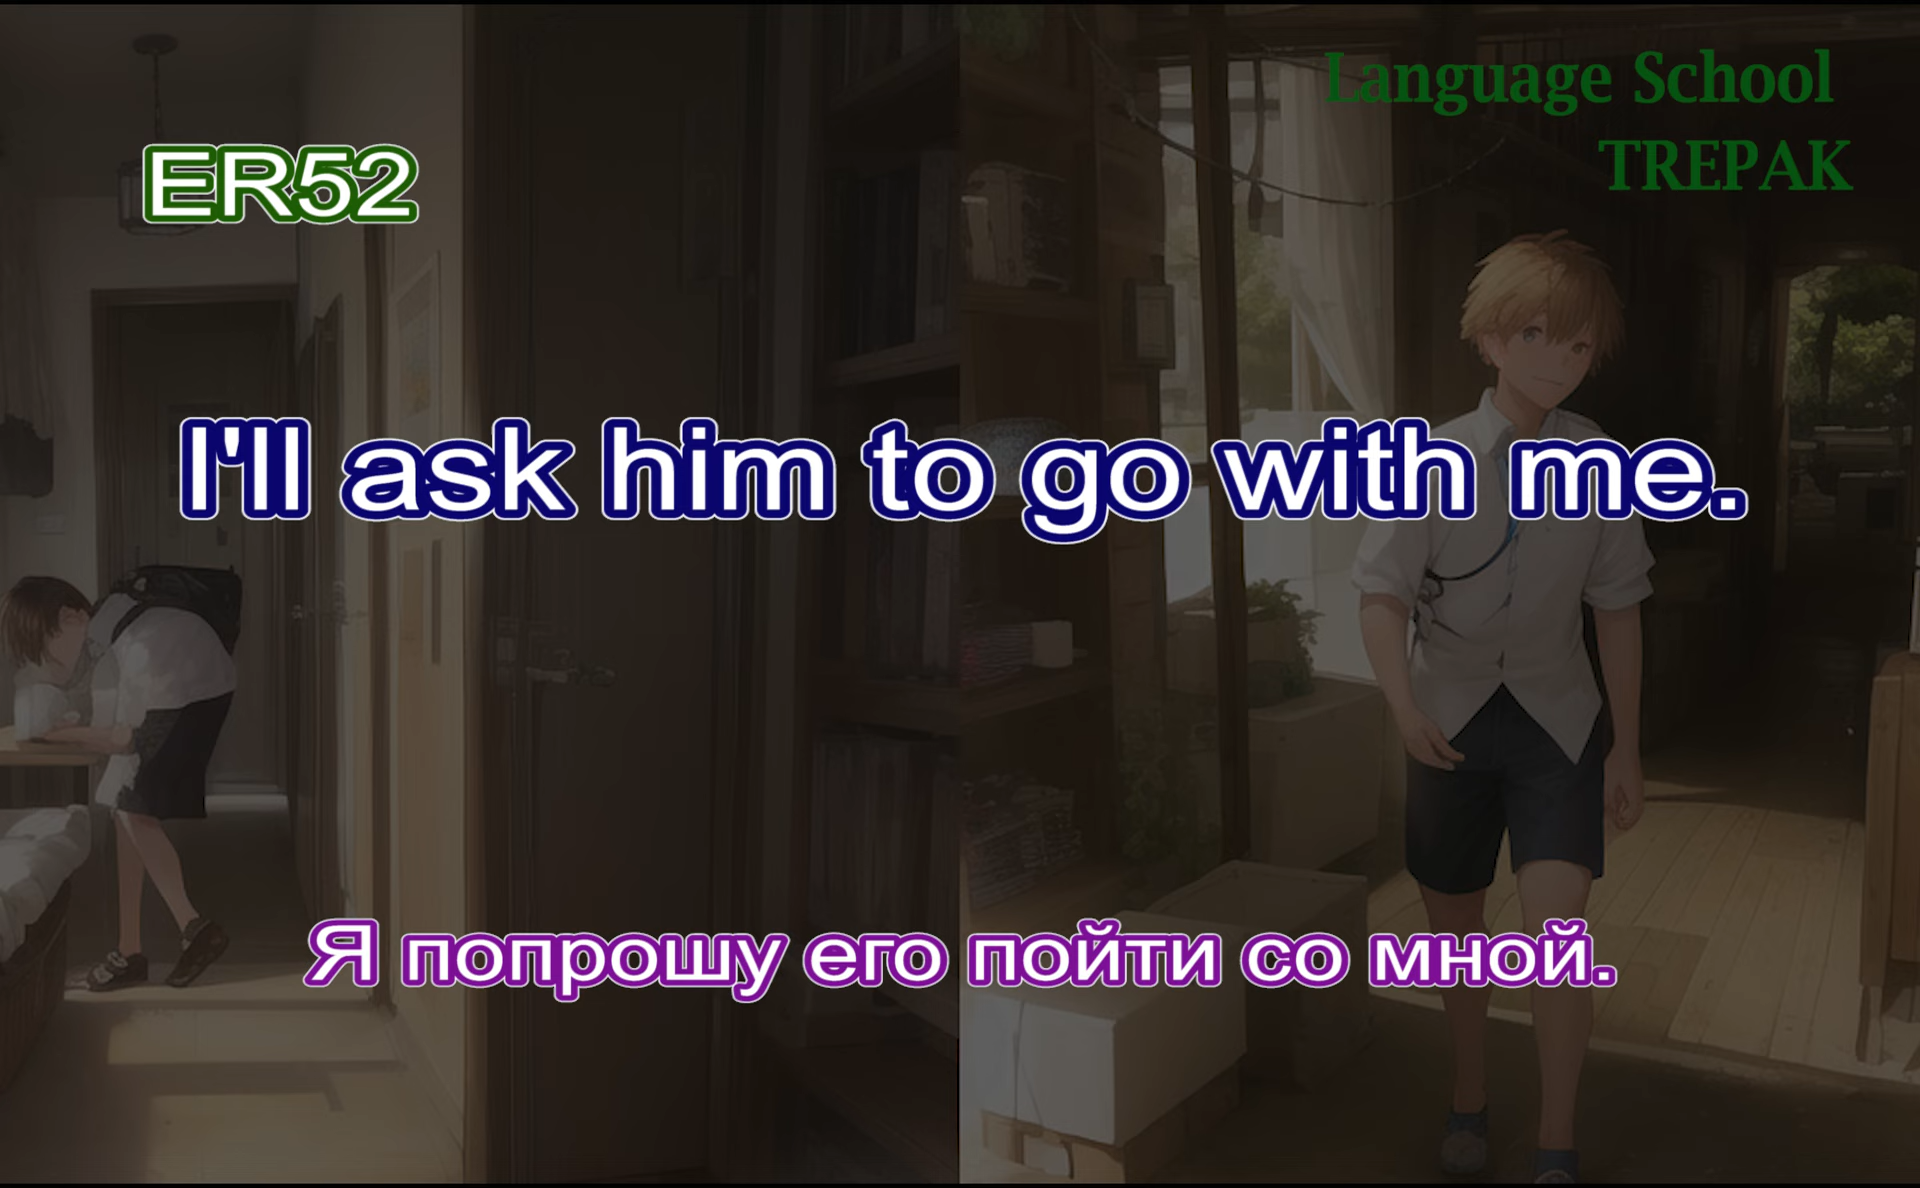 Language School
TREPAK
ER52
I'll ask him to go with me.
Я попрошу его пойти со мной.